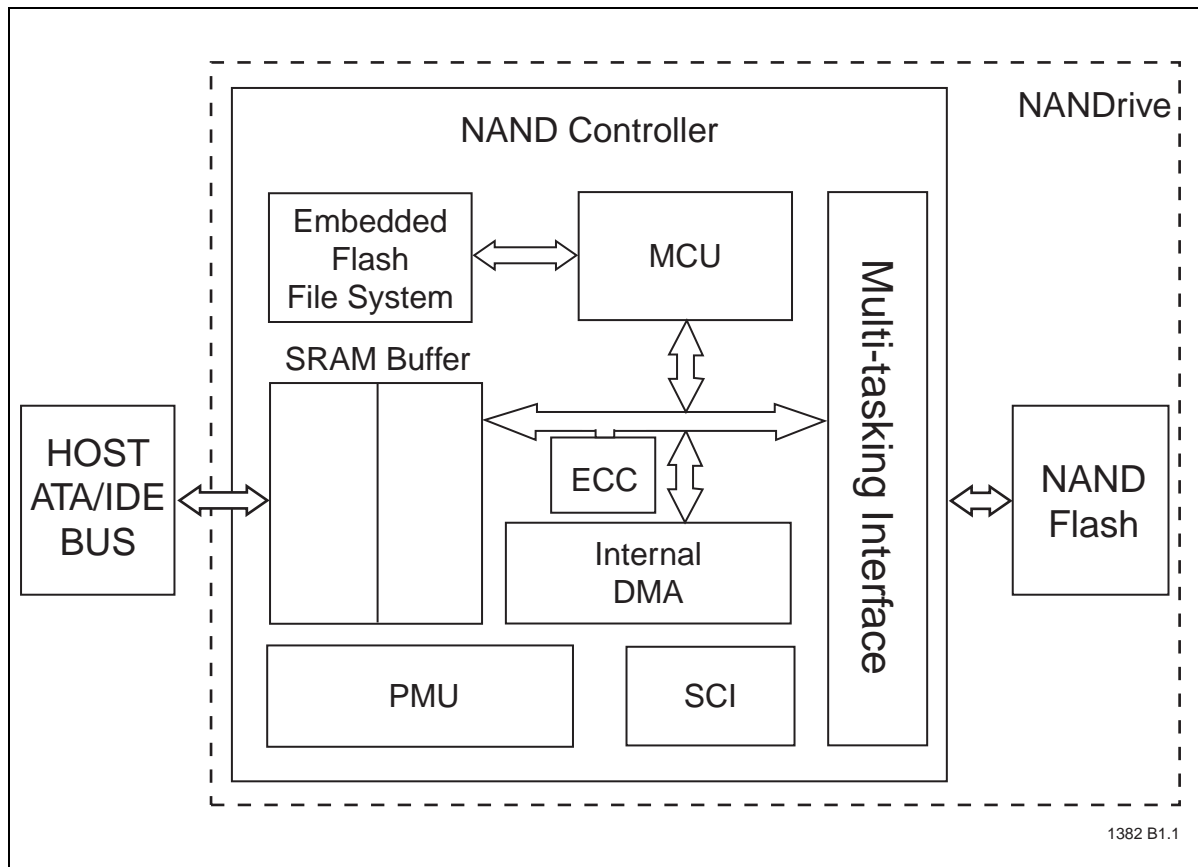 NANDrive
NAND Controller
Embedded
Flash
File System
MCU
Multi-tasking Interface
SRAM Buffer
HOST
ATA/IDE
BUS
ECC
NAND
Flash
Internal
DMA
PMU
SCI
1382 B1.1